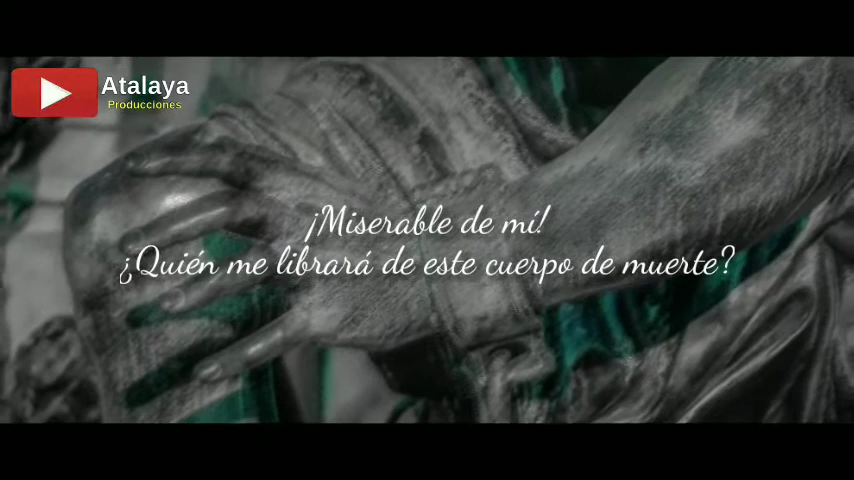 Atalaya
Producciones
¡Miserable de mí!
¿Quién me librará de este cuerpo de muerte?